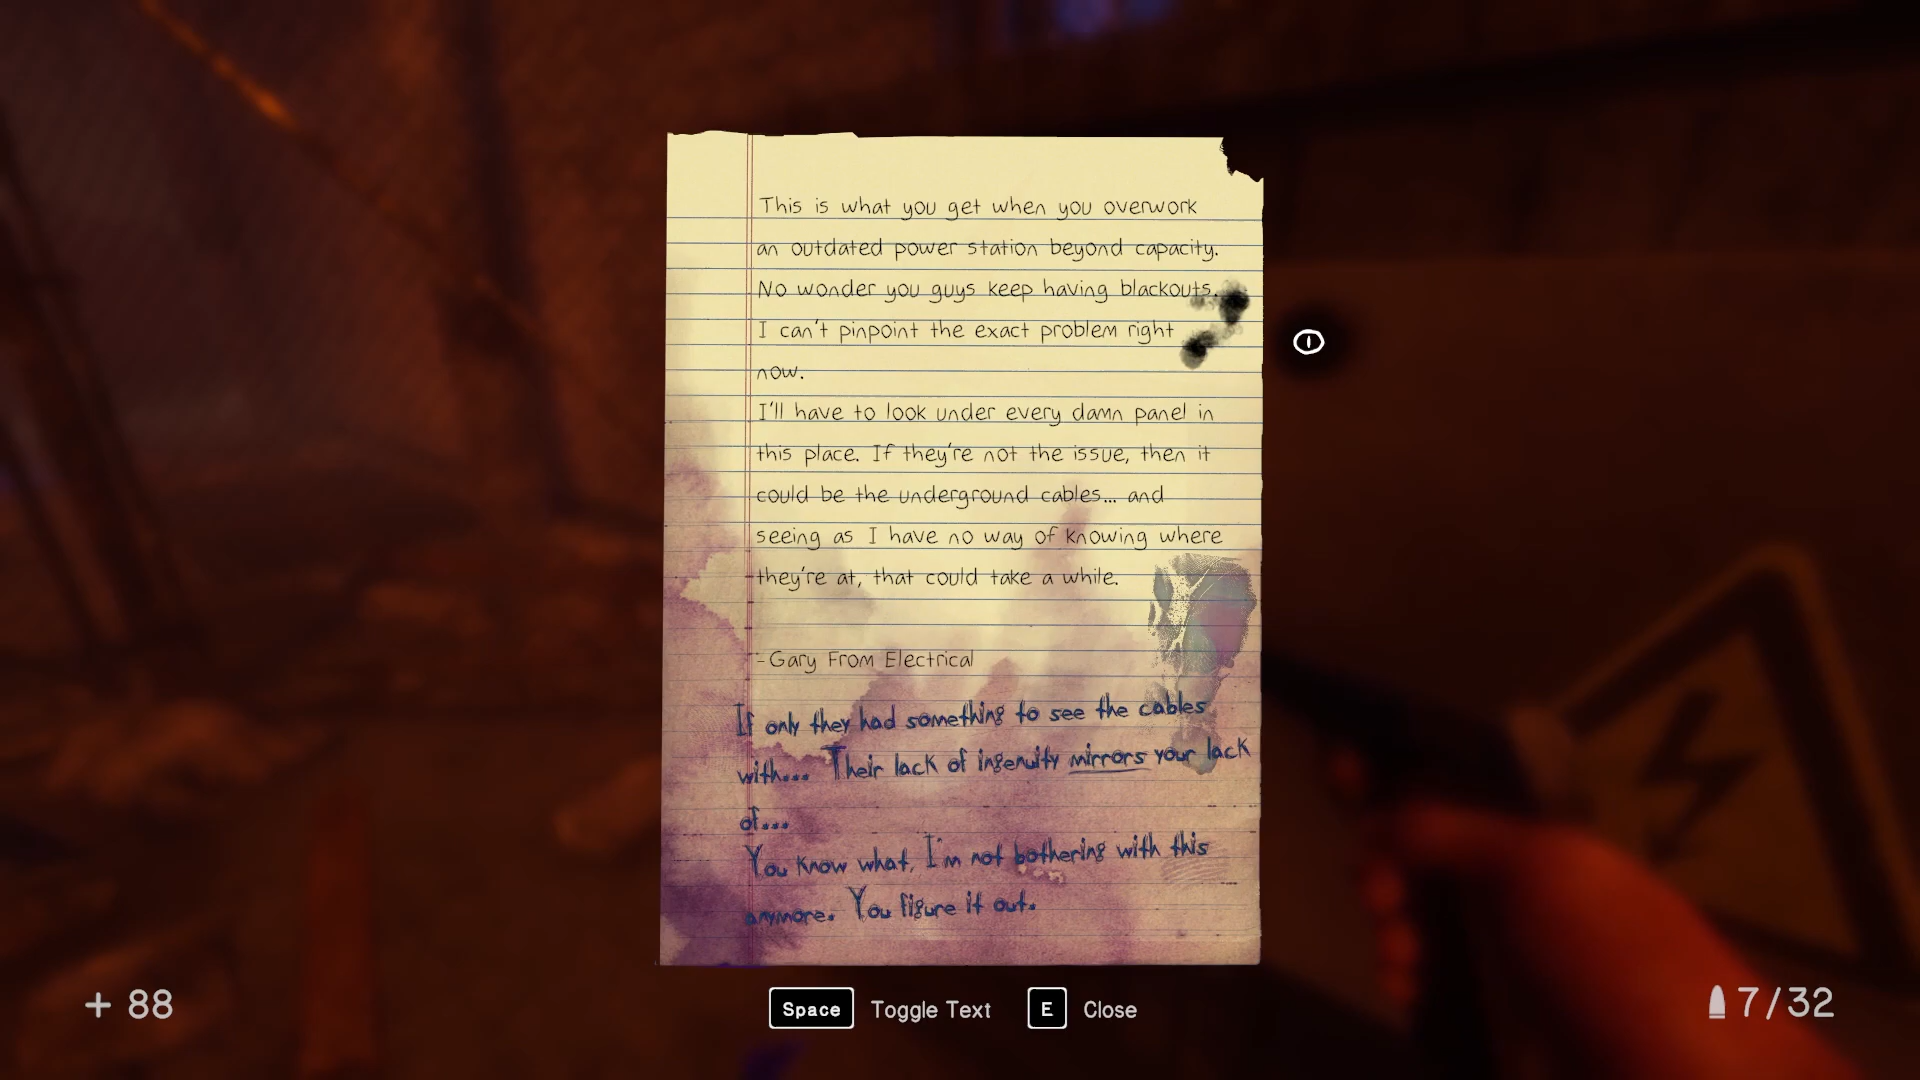 This is what you get when you overwork
an outdated power station beyond capacity.
No wonder you guys keep having blackouts.
I can't pinpoint the exact problem right
now.
I'll have to look under every damn panel in
this place. If they're not the issue, then it
could be the underground cables... and
seeing as I have no way of knowing where
they're at, that could take a while.
-Gary From Electrical
If only they had something to see the cables
with... Their lack of ingenuity mirrors your lack
of...
You know what, I'm not bothering with this
anymore. You figure it out.
+ 88
Space Toggle Text E Close
7/32